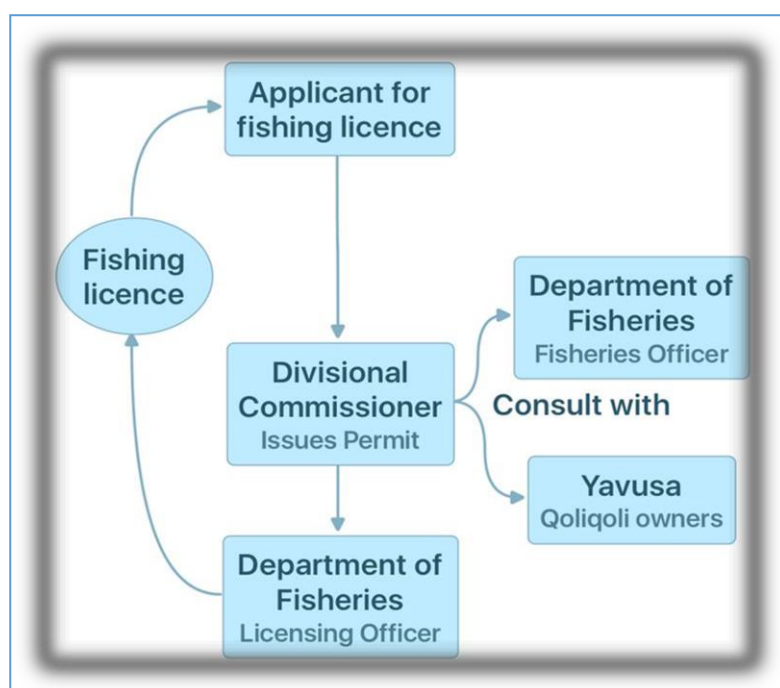 Applicant for
fishing licence
Fishing
licence
Department of
Fisheries
Fisheries Officer
Divisional
Commissioner
Issues Permit
Consult with
Yavusa
Qoliqoli owners
Department of
Fisheries
Licensing Officer